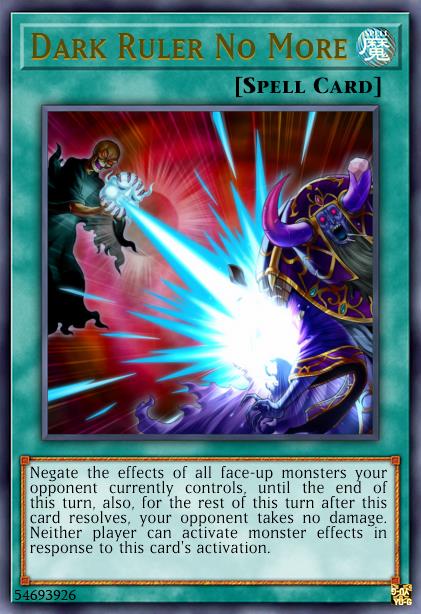 Dark Ruler No More
SPELL
魔
[Spell Card]
Negate the effects of all face-up monsters your
opponent currently controls, until the end of
this turn, also, for the rest of this turn after this
card resolves, your opponent takes no damage.
Neither player can activate monster effects in
response to this card's activation.
54693926